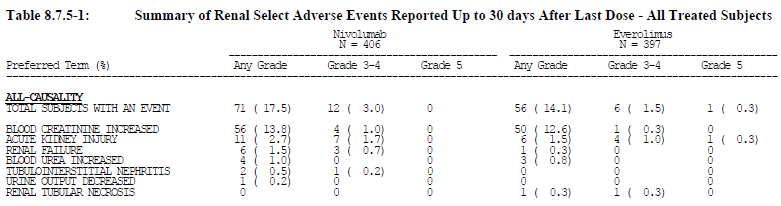 Table 8.7.5-1: Summary of Renal Select Adverse Events Reported Up to 30 days After Last Dose - All Treated Subjects
Nivolumab Everolimus
N = 406 N = 397
Preferred Term (%) Any Grade Grade 3-4 Grade 5 Any Grade Grade 3-4 Grade 5
ALL-CAUSALITY
TOTAL SUBJECTS WITH AN EVENT 71 ( 17.5) 12 ( 3.0) 0 56 ( 14.1) 6 ( 1.5) 1 ( 0.3)
BLOOD CREATININE INCREASED 56 ( 13.8) 4 ( 1.0) 0 50 ( 12.6) 1 ( 0.3) 0
ACUTE KIDNEY INJURY 11 ( 2.7) 7 ( 1.7) 0 6 ( 1.5) 4 ( 1.0) 1 ( 0.3)
RENAL FAILURE 6 ( 1.5) 3 ( 0.7) 0 1 ( 0.3) 0 0
BLOOD UREA INCREASED 4 ( 1.0) 0 0 3 ( 0.8) 0 0
TUBULOINTERSTITIAL NEPHRITIS 2 ( 0.5) 1 ( 0.2) 0 0 0 0
URINE OUTPUT DECREASED 1 ( 0.2) 0 0 0 0 0
RENAL TUBULAR NECROSIS 0 0 0 1 ( 0.3) 1 ( 0.3) 0